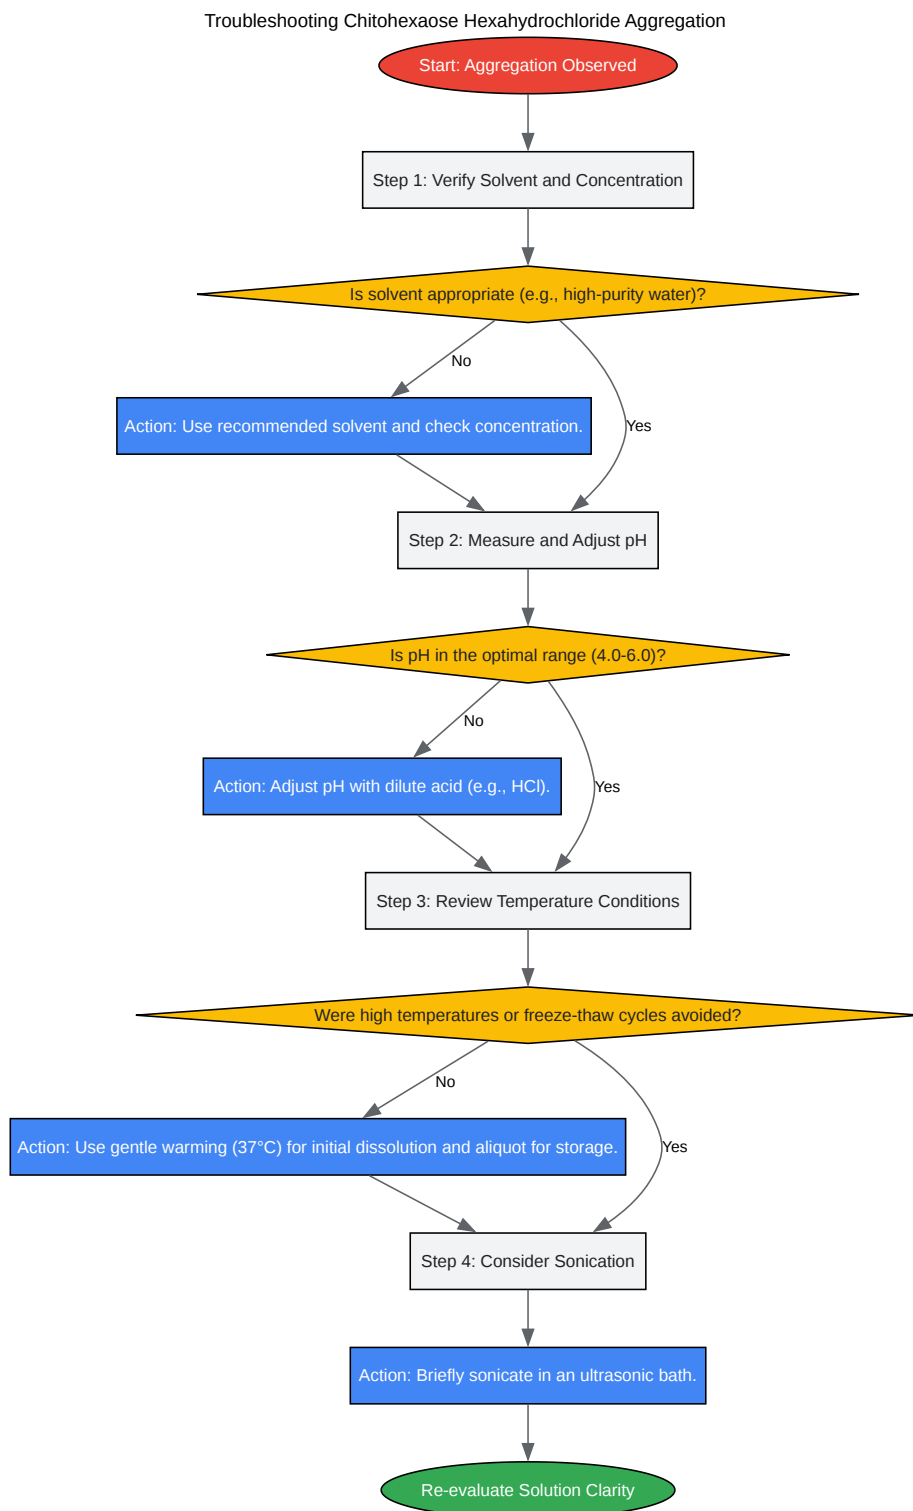 Troubleshooting Chitohexaose Hexahydrochloride Aggregation
Start: Aggregation Observed
Step 1: Verify Solvent and Concentration
Is solvent appropriate (e.g., high-purity water)?
No
Action: Use recommended solvent and check concentration.
Yes
Step 2: Measure and Adjust pH
Is pH in the optimal range (4.0-6.0)?
No
Action: Adjust pH with dilute acid (e.g., HCl).
Yes
Step 3: Review Temperature Conditions
Were high temperatures or freeze-thaw cycles avoided?
No
Action: Use gentle warming (37°C) for initial dissolution and aliquot for storage.
Yes
Step 4: Consider Sonication
Action: Briefly sonicate in an ultrasonic bath.
Re-evaluate Solution Clarity